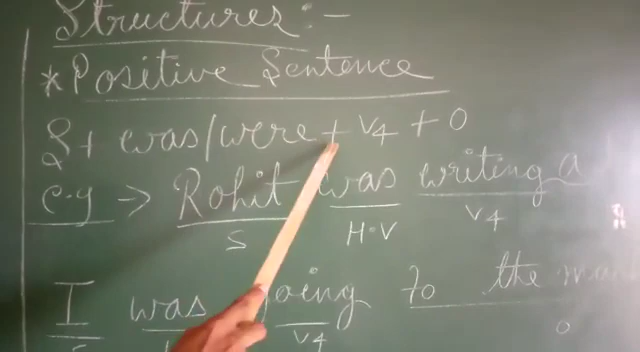 Structures :-
* Positive Sentence
S + was/were + V4 + O
e.g → Rohit was writing a
S H.V V4
I was going to the
V4 O